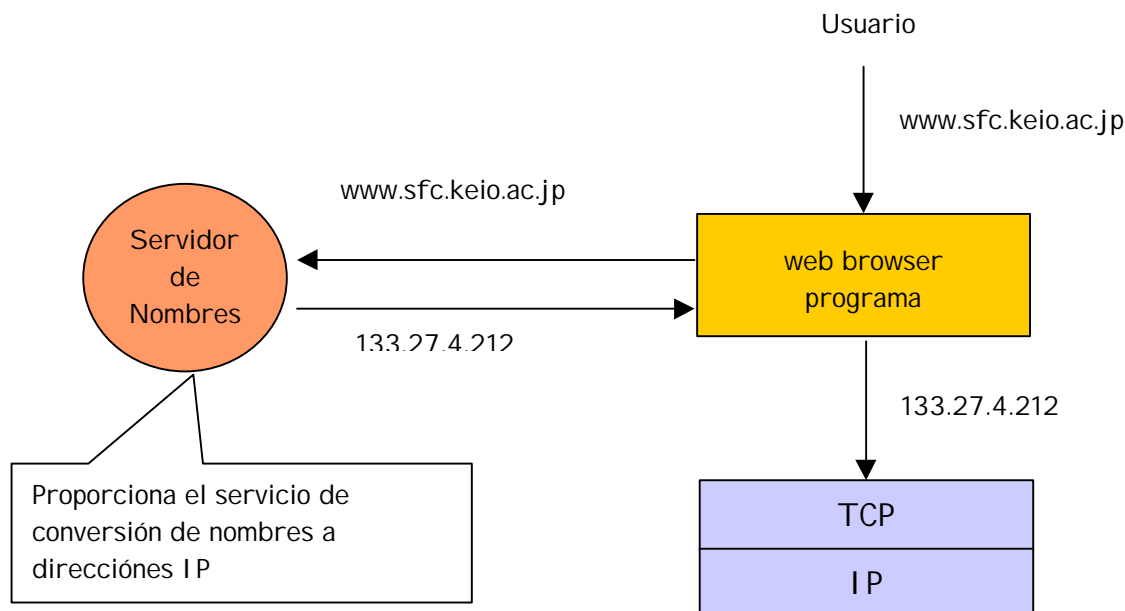 Usuario
www.sfc.keio.ac.jp
www.sfc.keio.ac.jp
Servidor
de
Nombres
web browser
programa
133.27.4.212
133.27.4.212
Proporciona el servicio de
conversión de nombres a
direcciónes IP
TCP
IP